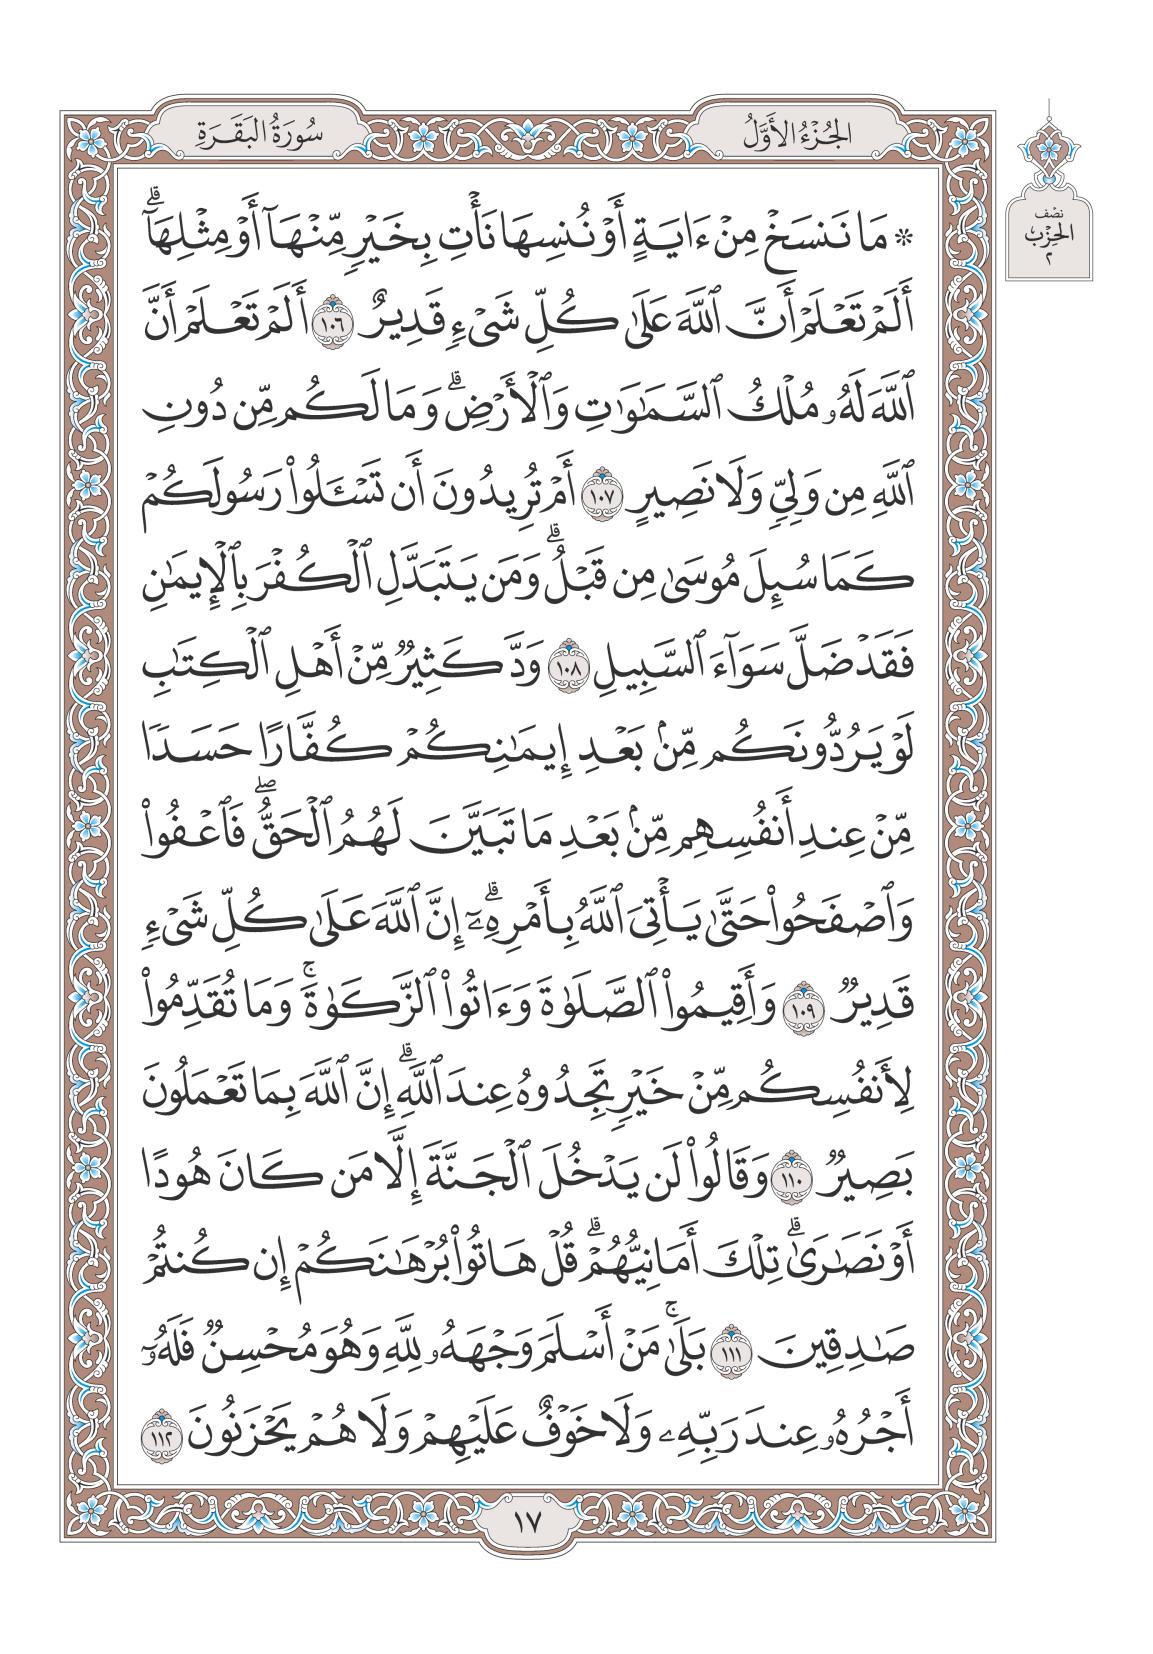 الجُزْءُ الأَوَّلُ
سُورَةُ البَقَرَةِ
نصف
الحِزْب
٢
* مَا نَنسَخْ مِنْ ءَايَةٍ أَوْ نُنسِهَا نَأْتِ بِخَيْرٍ مِّنْهَآ أَوْ مِثْلِهَآۗ
أَلَمْ تَعْلَمْ أَنَّ ٱللَّهَ عَلَىٰ كُلِّ شَىْءٍ قَدِيرٌ ١٠٦ أَلَمْ تَعْلَمْ أَنَّ
ٱللَّهَ لَهُۥ مُلْكُ ٱلسَّمَٰوَٰتِ وَٱلْأَرْضِۗ وَمَا لَكُم مِّن دُونِ
ٱللَّهِ مِن وَلِىٍّ وَلَا نَصِيرٍ ١٠٧ أَمْ تُرِيدُونَ أَن تَسْـَٔلُوا۟ رَسُولَكُمْ
كَمَا سُئِلَ مُوسَىٰ مِن قَبْلُۗ وَمَن يَتَبَدَّلِ ٱلْكُفْرَ بِٱلْإِيمَٰنِ
فَقَدْ ضَلَّ سَوَآءَ ٱلسَّبِيلِ ١٠٨ وَدَّ كَثِيرٌ مِّنْ أَهْلِ ٱلْكِتَٰبِ
لَوْ يَرُدُّونَكُم مِّنۢ بَعْدِ إِيمَٰنِكُمْ كُفَّارًا حَسَدًا
مِّنْ عِندِ أَنفُسِهِم مِّنۢ بَعْدِ مَا تَبَيَّنَ لَهُمُ ٱلْحَقُّۖ فَٱعْفُوا۟
وَٱصْفَحُوا۟ حَتَّىٰ يَأْتِىَ ٱللَّهُ بِأَمْرِهِۦٓۗ إِنَّ ٱللَّهَ عَلَىٰ كُلِّ شَىْءٍ
قَدِيرٌ ١٠٩ وَأَقِيمُوا۟ ٱلصَّلَوٰةَ وَءَاتُوا۟ ٱلزَّكَوٰةَۚ وَمَا تُقَدِّمُوا۟
لِأَنفُسِكُم مِّنْ خَيْرٍ تَجِدُوهُ عِندَ ٱللَّهِۗ إِنَّ ٱللَّهَ بِمَا تَعْمَلُونَ
بَصِيرٌ ١١٠ وَقَالُوا۟ لَن يَدْخُلَ ٱلْجَنَّةَ إِلَّا مَن كَانَ هُودًا
أَوْ نَصَٰرَىٰۗ تِلْكَ أَمَانِيُّهُمْۗ قُلْ هَاتُوا۟ بُرْهَٰنَكُمْ إِن كُنتُمْ
صَٰدِقِينَ ١١١ بَلَىٰۚ مَنْ أَسْلَمَ وَجْهَهُۥ لِلَّهِ وَهُوَ مُحْسِنٌ فَلَهُۥٓ
أَجْرُهُۥ عِندَ رَبِّهِۦ وَلَا خَوْفٌ عَلَيْهِمْ وَلَا هُمْ يَحْزَنُونَ ١١٢
١٧